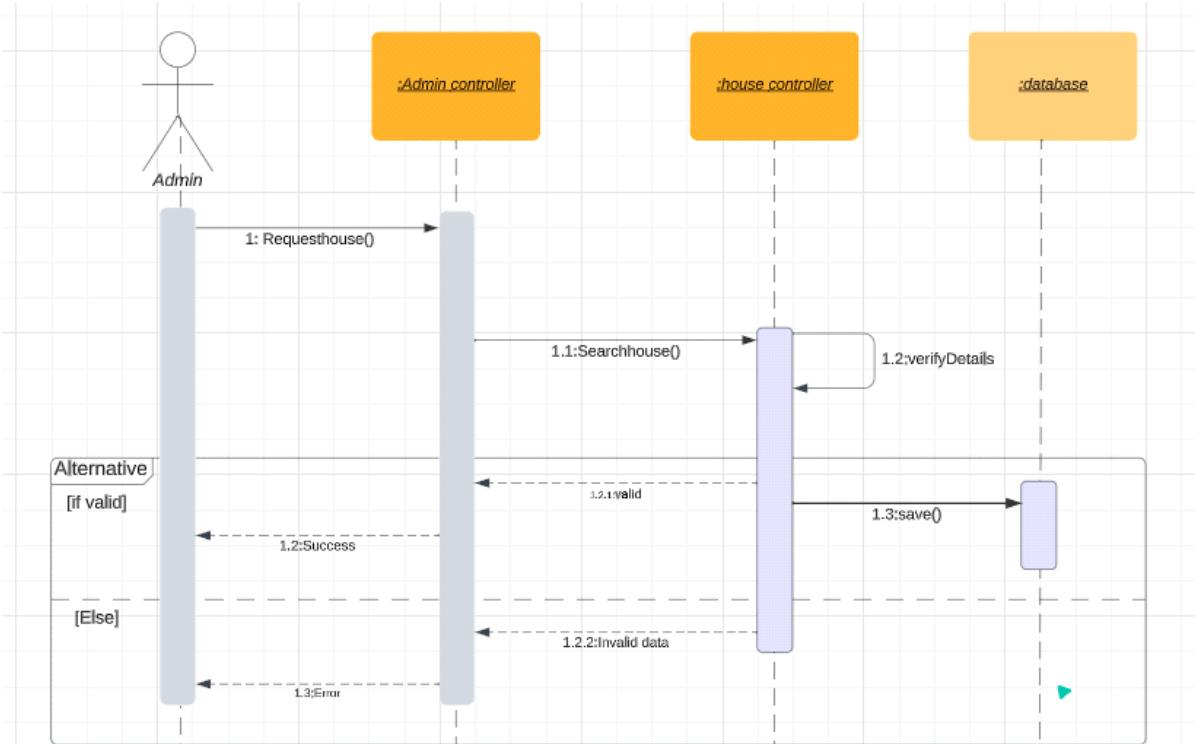 :Admin controller
:house controller
:database
Admin
1: Requesthouse()
1.1:Searchhouse()
1.2:verifyDetails
Alternative
[if valid]
1.2.1:valid
1.3:save()
1.2:Success
[Else]
1.2.2:Invalid data
1.3:Error